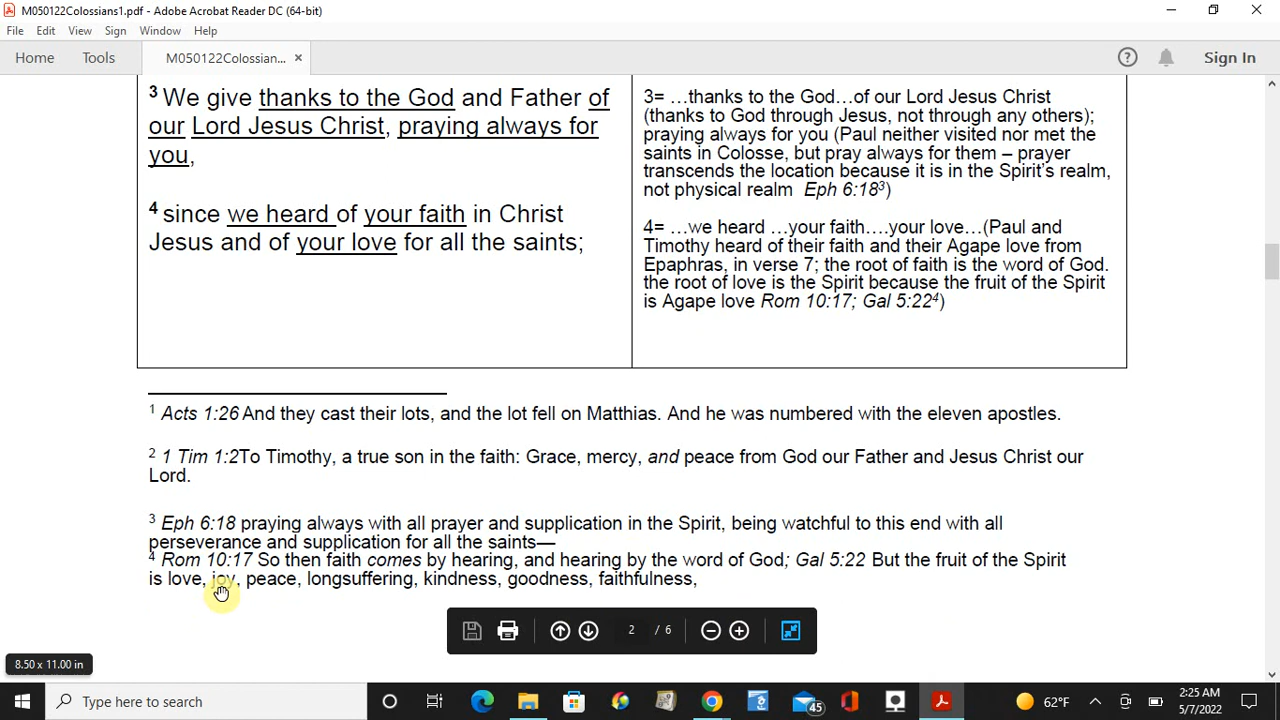 M050122Colossians1.pdf - Adobe Acrobat Reader DC (64-bit)
File Edit View Sign Window Help
Home Tools M050122Colossian... × ? Sign In
3 We give thanks to the God and Father of
our Lord Jesus Christ, praying always for
you,
4 since we heard of your faith in Christ
Jesus and of your love for all the saints;
3= …thanks to the God…of our Lord Jesus Christ
(thanks to God through Jesus, not through any others);
praying always for you (Paul neither visited nor met the
saints in Colosse, but pray always for them – prayer
transcends the location because it is in the Spirit's realm,
not physical realm Eph 6:18³)
4= …we heard …your faith….your love…(Paul and
Timothy heard of their faith and their Agape love from
Epaphras, in verse 7; the root of faith is the word of God.
the root of love is the Spirit because the fruit of the Spirit
is Agape love Rom 10:17; Gal 5:22⁴)
1 Acts 1:26 And they cast their lots, and the lot fell on Matthias. And he was numbered with the eleven apostles.
2 1 Tim 1:2To Timothy, a true son in the faith: Grace, mercy, and peace from God our Father and Jesus Christ our
Lord.
3 Eph 6:18 praying always with all prayer and supplication in the Spirit, being watchful to this end with all
perseverance and supplication for all the saints—
4 Rom 10:17 So then faith comes by hearing, and hearing by the word of God; Gal 5:22 But the fruit of the Spirit
is love, joy, peace, longsuffering, kindness, goodness, faithfulness,
2 / 6
8.50 x 11.00 in
Type here to search
45
62°F
2:25 AM
5/7/2022